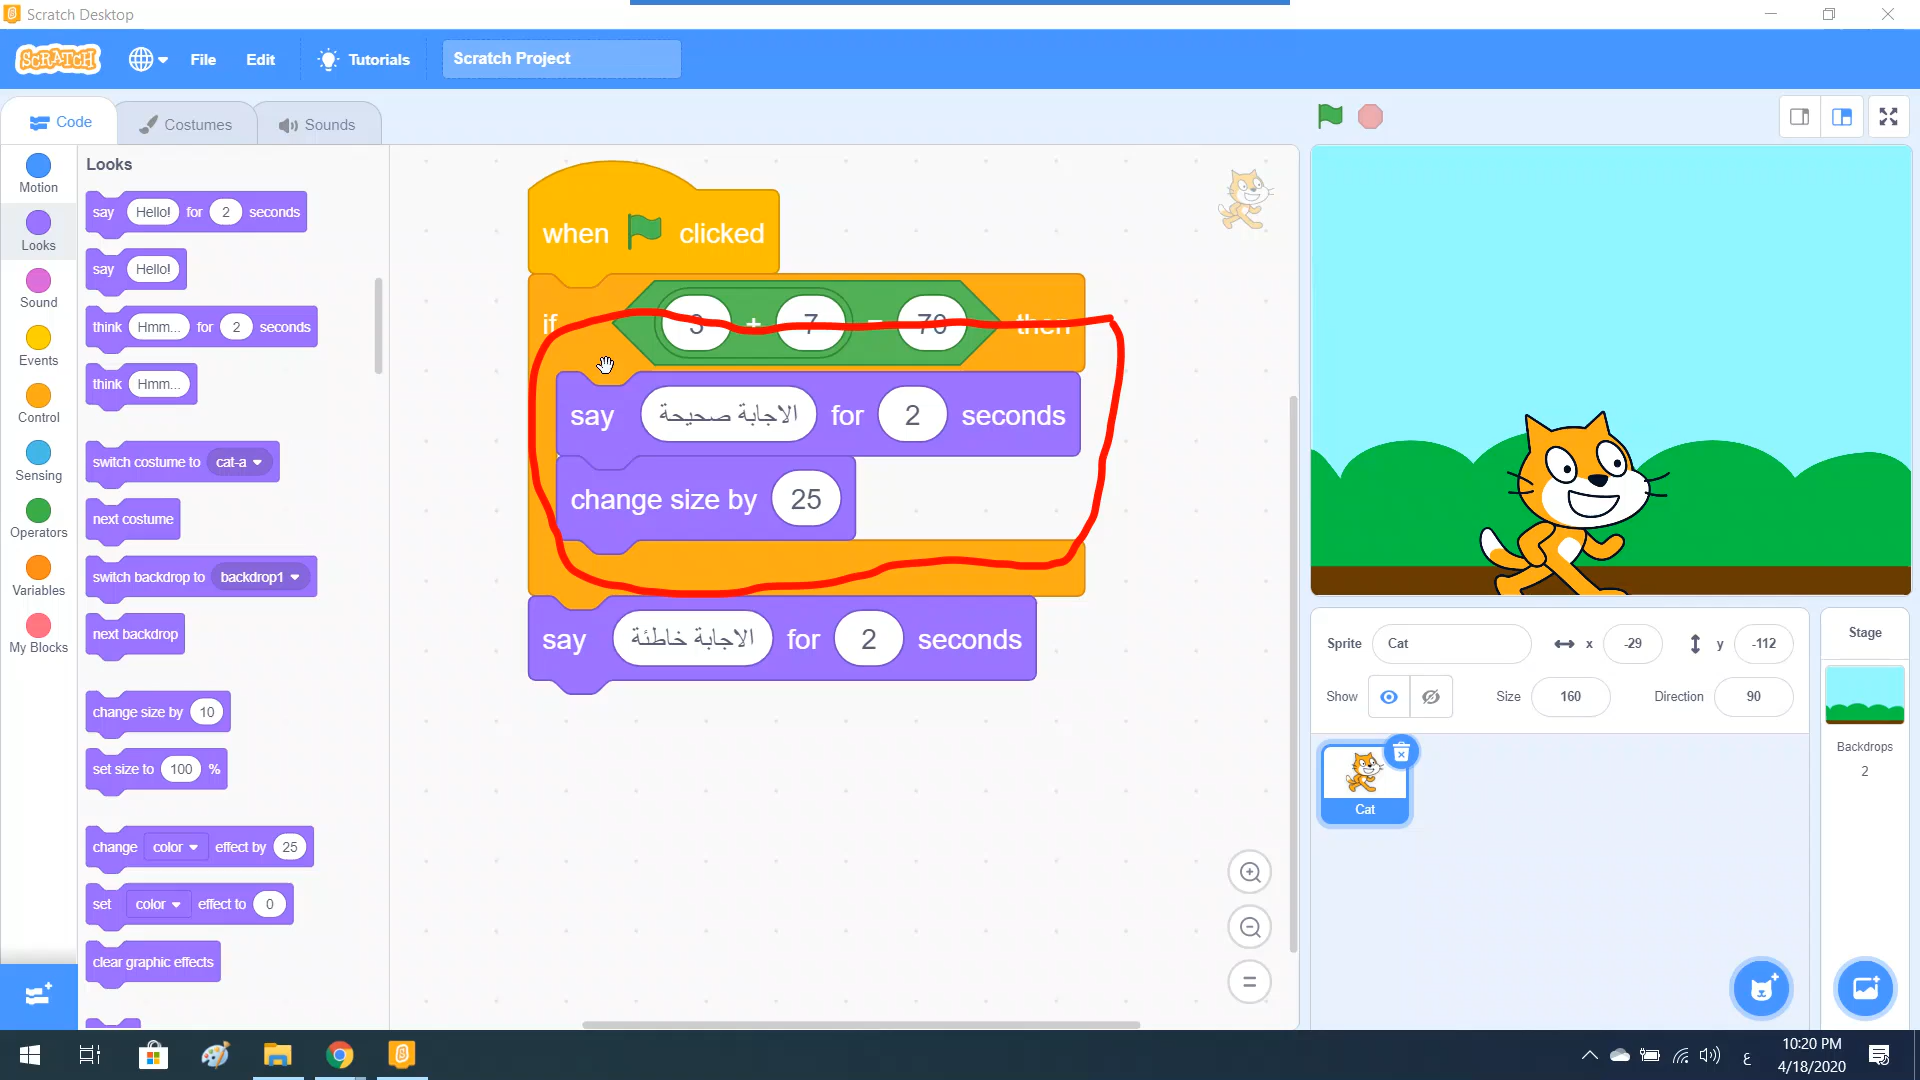 Scratch Desktop
SCRATCH
File
Edit
Tutorials
Scratch Project
Code
Costumes
Sounds
Motion
Looks
Sound
Events
Control
Sensing
Operators
Variables
My Blocks
Looks
say Hello! for 2 seconds
say Hello!
think Hmm... for 2 seconds
think Hmm...
switch costume to cat-a
next costume
switch backdrop to backdrop1
next backdrop
change size by 10
set size to 100 %
change color effect by 25
set color effect to 0
clear graphic effects
when clicked
if 3 + 7 = 70 then
say الاجابة صحيحة for 2 seconds
change size by 25
say الاجابة خاطئة for 2 seconds
Sprite Cat x -29 y -112
Show Size 160 Direction 90
Cat
Stage
Backdrops
2
ع
10:20 PM
4/18/2020